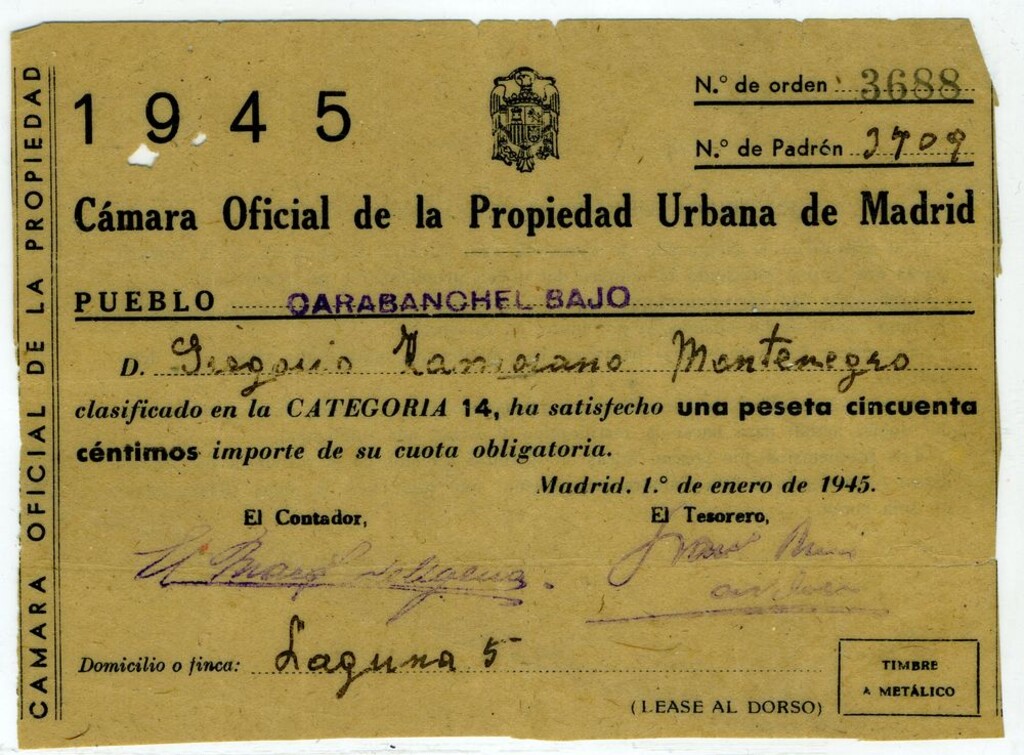 CAMARA OFICIAL DE LA PROPIEDAD
1945
N.º de orden 3688
N.º de Padrón 3709
Cámara Oficial de la Propiedad Urbana de Madrid
PUEBLO CARABANCHEL BAJO
D. Gregorio Zamorano Montenegro
clasificado en la CATEGORIA 14, ha satisfecho una peseta cincuenta
céntimos importe de su cuota obligatoria.
Madrid, 1.º de enero de 1945.
El Contador, El Tesorero,
Domicilio o finca: Laguna 5
TIMBRE
A METÁLICO
(LEASE AL DORSO)